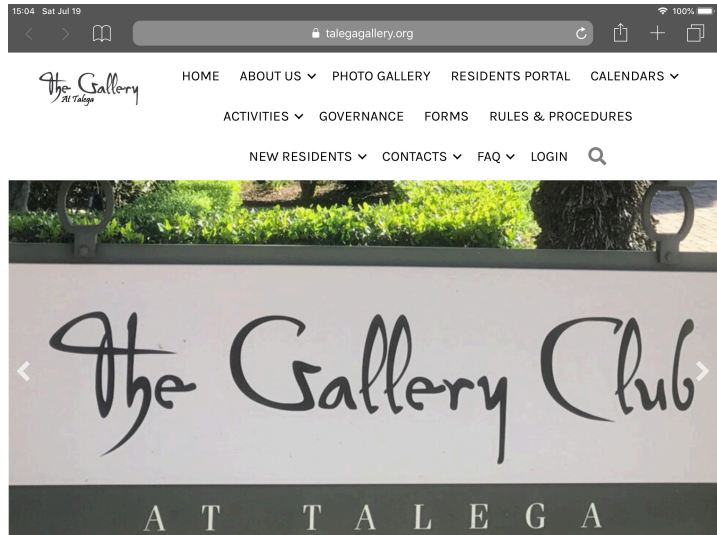 15:04 Sat Jul 19 100%
talegagallery.org
The Gallery
At Talega
HOME ABOUT US PHOTO GALLERY RESIDENTS PORTAL CALENDARS
ACTIVITIES GOVERNANCE FORMS RULES & PROCEDURES
NEW RESIDENTS CONTACTS FAQ LOGIN
The Gallery Club
AT TALEGA